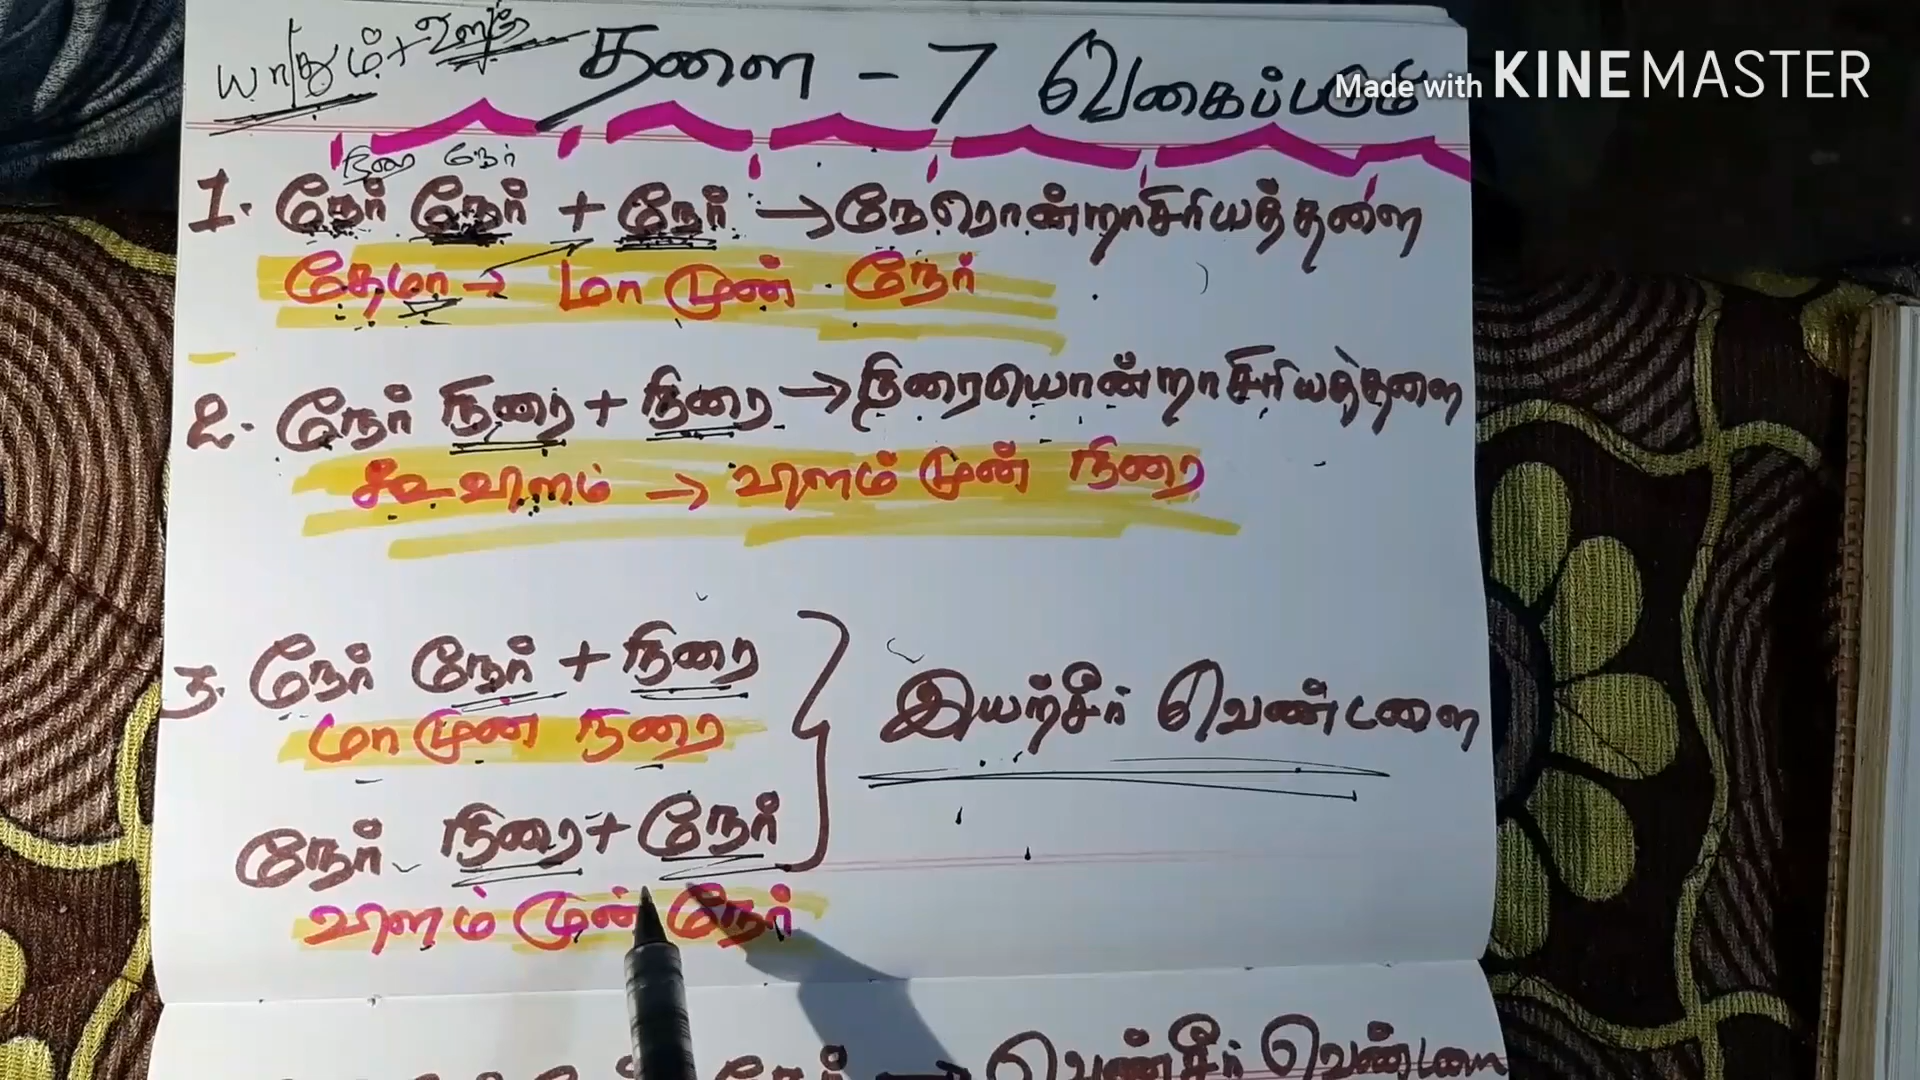 யாதும் + ஊரே
தளை - 7 வகைப்படும்
Made with KINEMASTER
நிரை நேர்
1. நேர் நேர் + நேர் → நேரொன்றாசிரியத்தளை
தேமா → மா முன் நேர்
2. நேர் நிரை + நிரை → நிரையொன்றாசிரியத்தளை
கூவிளம் → விளம் முன் நிரை
3. நேர் நேர் + நிரை
மா முன் நிரை
இயற்சீர் வெண்டளை
நேர் நிரை + நேர்
விளம் முன் நேர்
நேர் → வெண்சீர் வெண்டளை